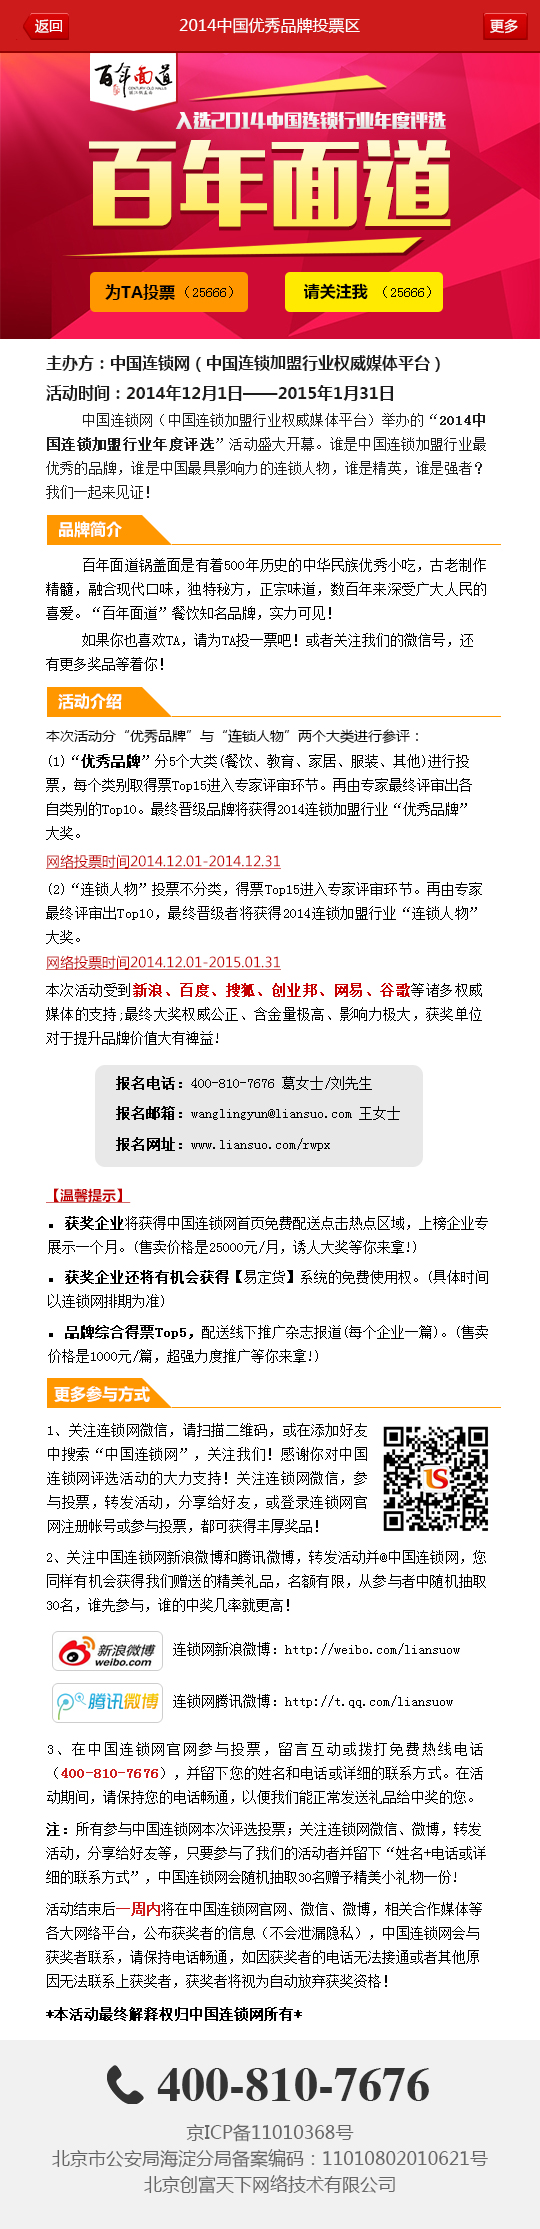 返回
2014中国优秀品牌投票区
更多
百年面道
CENTURY OLD HALLS
入选2014中国连锁行业年度评选
百年面道
为TA投票（25666）
请关注我（25666）
主办方：中国连锁网（中国连锁加盟行业权威媒体平台）
活动时间：2014年12月1日——2015年1月31日
中国连锁网（中国连锁加盟行业权威媒体平台）举办的“2014中
国连锁加盟行业年度评选”活动盛大开幕。谁是中国连锁加盟行业最
优秀的品牌，谁是中国最具影响力的连锁人物，谁是精英，谁是强者？
我们一起来见证！
品牌简介
百年面道锅盖面是有着500年历史的中华民族优秀小吃，古老制作
精髓，融合现代口味，独特秘方，正宗味道，数百年来深受广大人民的
喜爱。“百年面道”餐饮知名品牌，实力可见！
如果你也喜欢TA，请为TA投一票吧！或者关注我们的微信号，还
有更多奖品等着你！
活动介绍
本次活动分“优秀品牌”与“连锁人物”两个大类进行参评：
(1)“优秀品牌”分5个大类(餐饮、教育、家居、服装、其他)进行投
票，每个类别取得票Top15进入专家评审环节。再由专家最终评审出各
自类别的Top10。最终晋级品牌将获得2014连锁加盟行业“优秀品牌”
大奖。
网络投票时间2014.12.01-2014.12.31
(2)“连锁人物”投票不分类，得票Top15进入专家评审环节。再由专家
最终评审出Top10，最终晋级者将获得2014连锁加盟行业“连锁人物”
大奖。
网络投票时间2014.12.01-2015.01.31
本次活动受到新浪、百度、搜狐、创业邦、网易、谷歌等诸多权威
媒体的支持;最终大奖权威公正、含金量极高、影响力极大，获奖单位
对于提升品牌价值大有裨益!
报名电话：400-810-7676 葛女士/刘先生
报名邮箱：wanglingyun@liansuo.com 王女士
报名网址：www.liansuo.com/rwpx
【温馨提示】
. 获奖企业将获得中国连锁网首页免费配送点击热点区域，上榜企业专
展示一个月。(售卖价格是25000元/月，诱人大奖等你来拿!)
. 获奖企业还将有机会获得【易定货】系统的免费使用权。(具体时间
以连锁网排期为准)
. 品牌综合得票Top5，配送线下推广杂志报道(每个企业一篇)。(售卖
价格是1000元/篇，超强力度推广等你来拿!)
更多参与方式
1、关注连锁网微信，请扫描二维码，或在添加好友
中搜索“中国连锁网”，关注我们！感谢你对中国
连锁网评选活动的大力支持！关注连锁网微信，参
与投票，转发活动，分享给好友，或登录连锁网官
网注册帐号或参与投票，都可获得丰厚奖品！
2、关注中国连锁网新浪微博和腾讯微博，转发活动并@中国连锁网，您
同样有机会获得我们赠送的精美礼品，名额有限，从参与者中随机抽取
30名，谁先参与，谁的中奖几率就更高！
新浪微博
weibo.com
连锁网新浪微博：http://weibo.com/liansuow
腾讯微博
连锁网腾讯微博：http://t.qq.com/liansuow
3、在中国连锁网官网参与投票，留言互动或拨打免费热线电话
（400-810-7676），并留下您的姓名和电话或详细的联系方式。在活
动期间，请保持您的电话畅通，以便我们能正常发送礼品给中奖的您。
注：所有参与中国连锁网本次评选投票；关注连锁网微信、微博，转发
活动，分享给好友等，只要参与了我们的活动者并留下“姓名+电话或详
细的联系方式”，中国连锁网会随机抽取30名赠予精美小礼物一份!
活动结束后一周内将在中国连锁网官网、微信、微博，相关合作媒体等
各大网络平台，公布获奖者的信息（不会泄漏隐私），中国连锁网会与
获奖者联系，请保持电话畅通，如因获奖者的电话无法接通或者其他原
因无法联系上获奖者，获奖者将视为自动放弃获奖资格！
*本活动最终解释权归中国连锁网所有*
400-810-7676
京ICP备11010368号
北京市公安局海淀分局备案编码：11010802010621号
北京创富天下网络技术有限公司